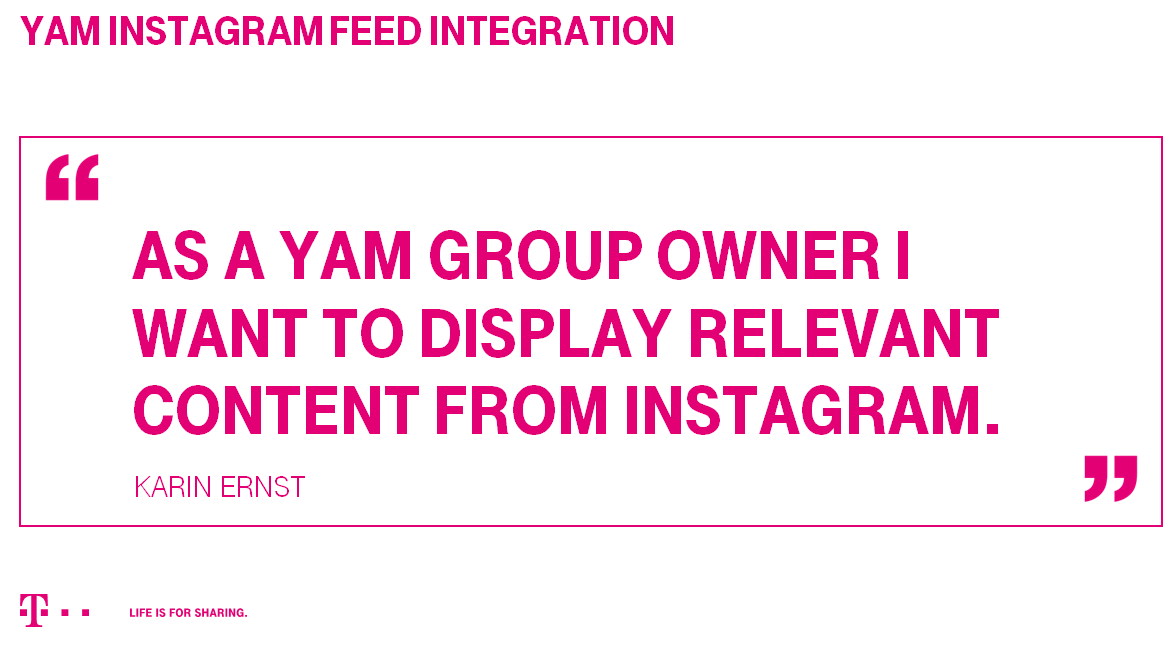 YAM INSTAGRAM FEED INTEGRATION
“
AS A YAM GROUP OWNER I
WANT TO DISPLAY RELEVANT
CONTENT FROM INSTAGRAM.
KARIN ERNST
”
T
LIFE IS FOR SHARING.